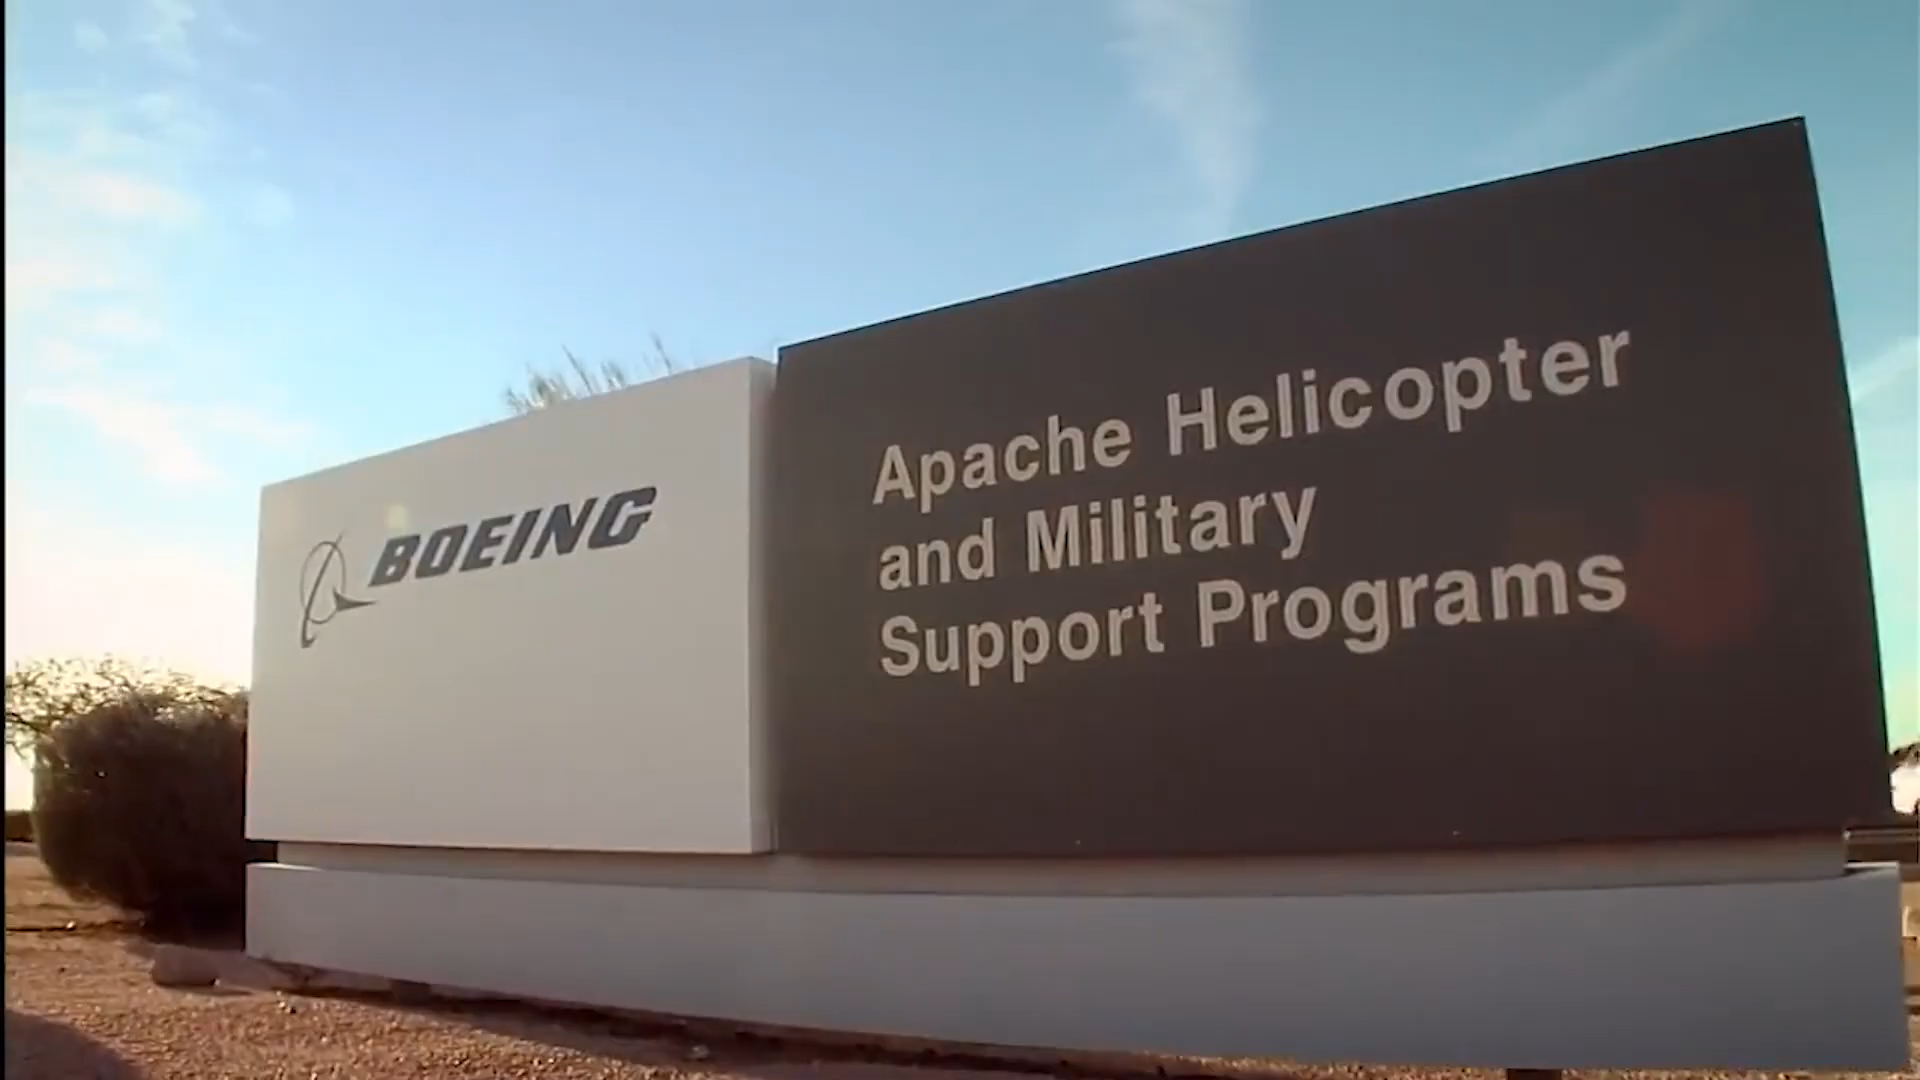 BOEING
Apache Helicopter
and Military
Support Programs